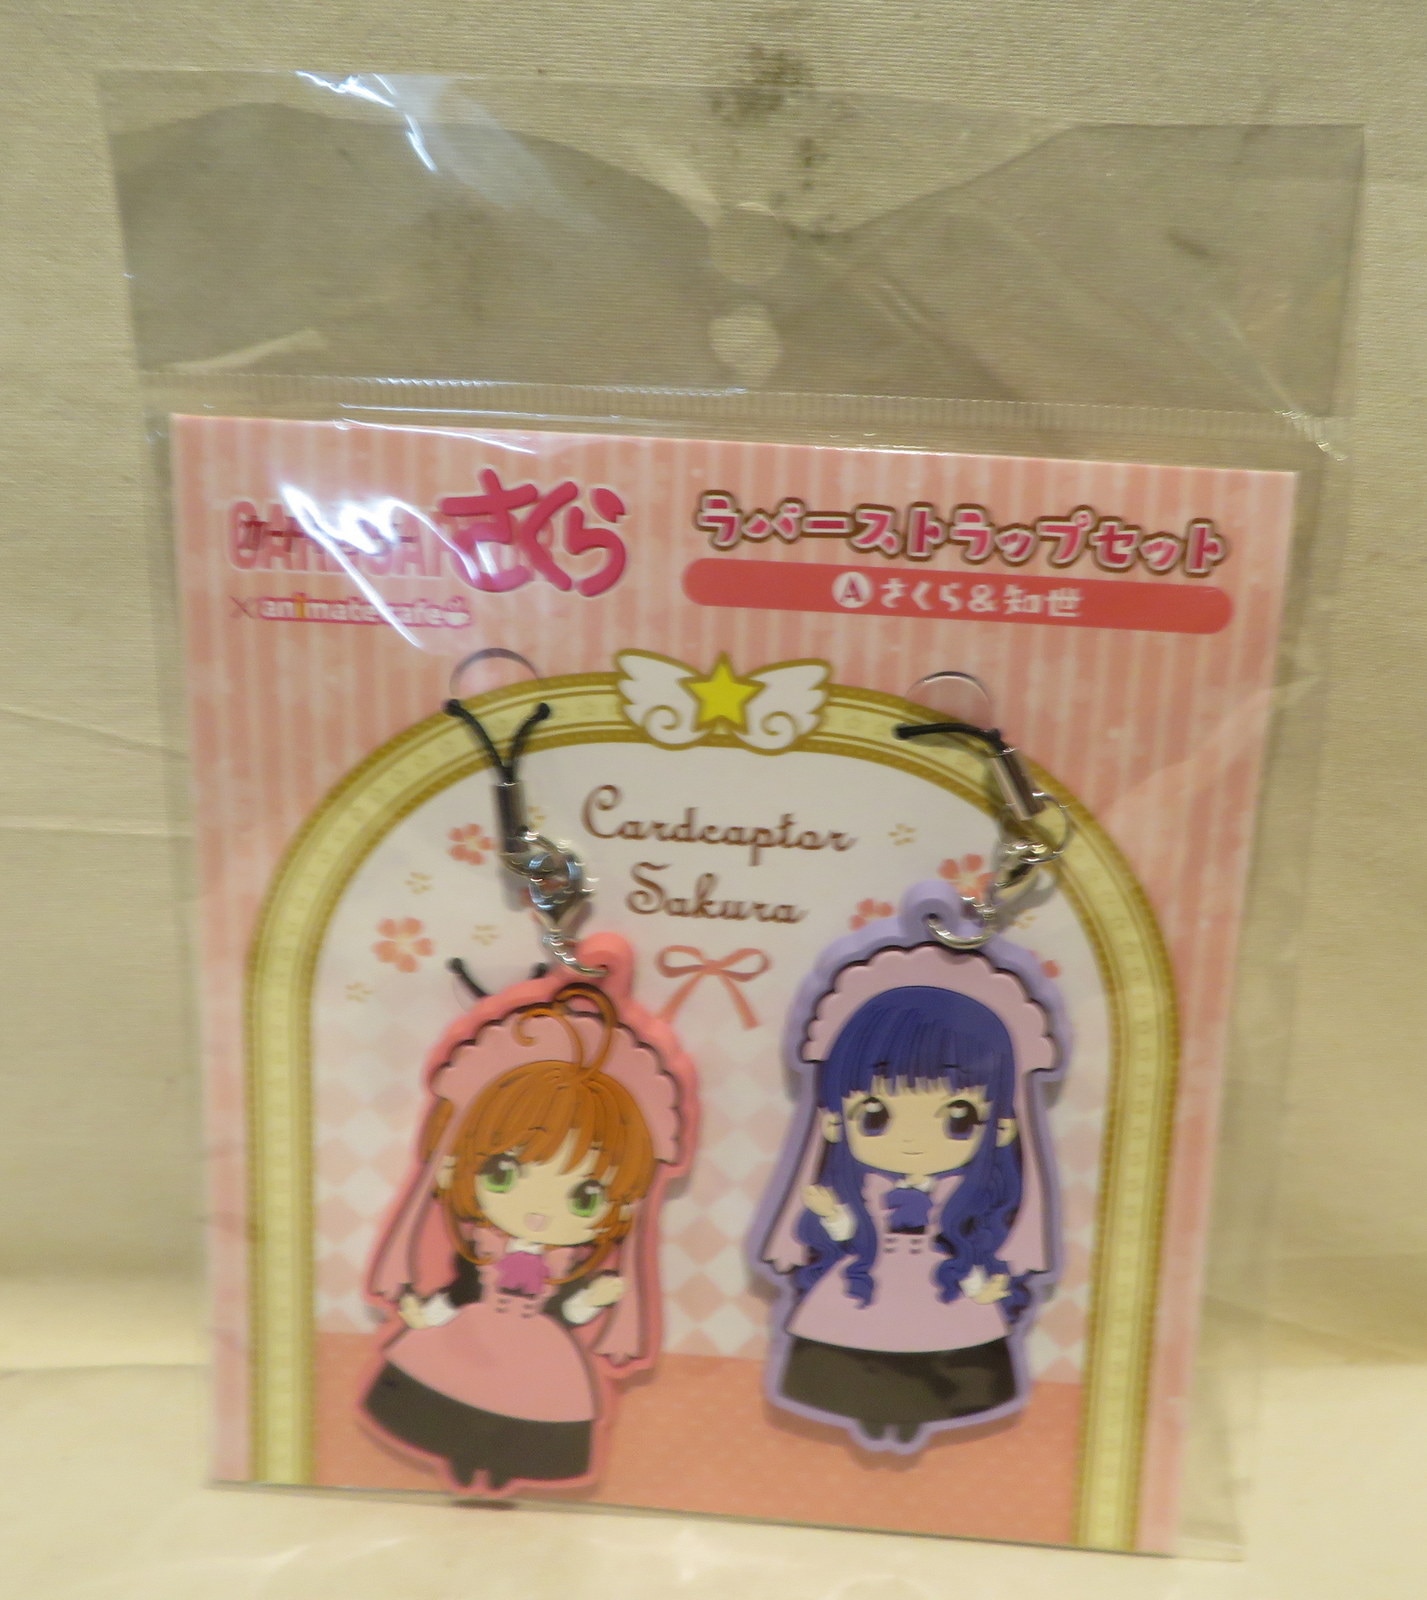 さくら
× animatecafe
ラバーストラップセット
A さくら&知世
Cardcaptor
Sakura